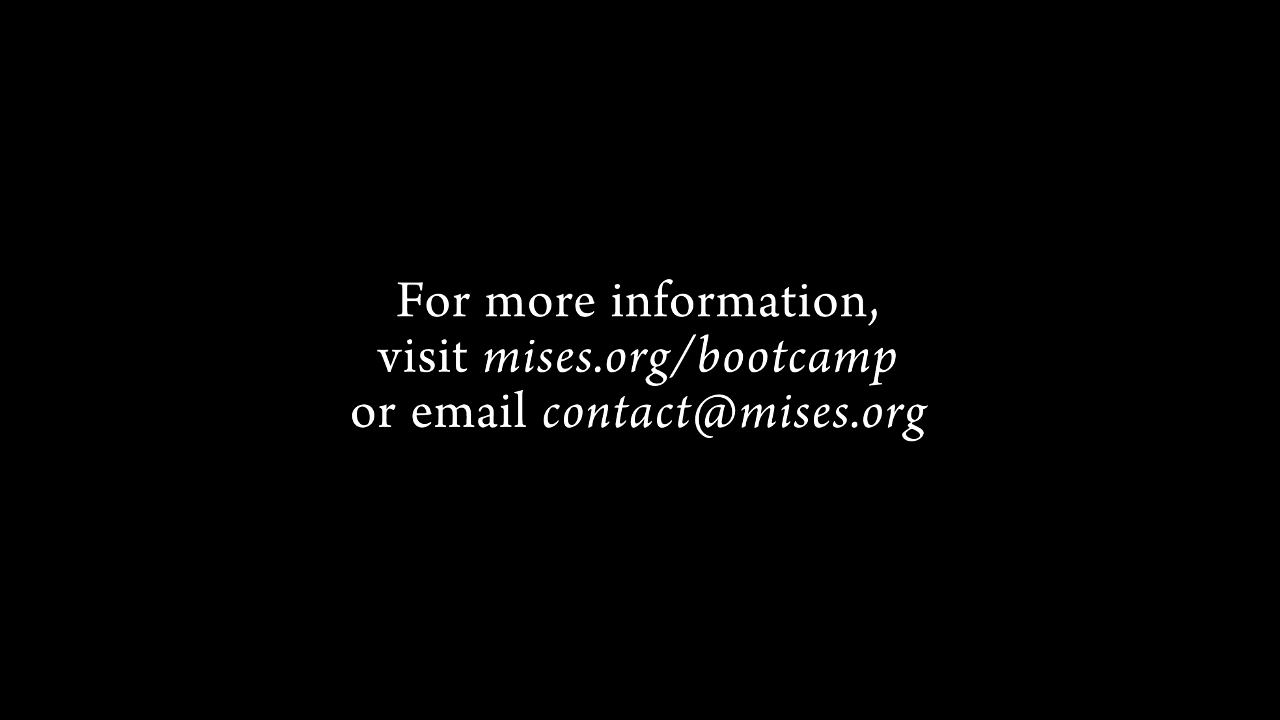 For more information,
visit mises.org/bootcamp
or email contact@mises.org